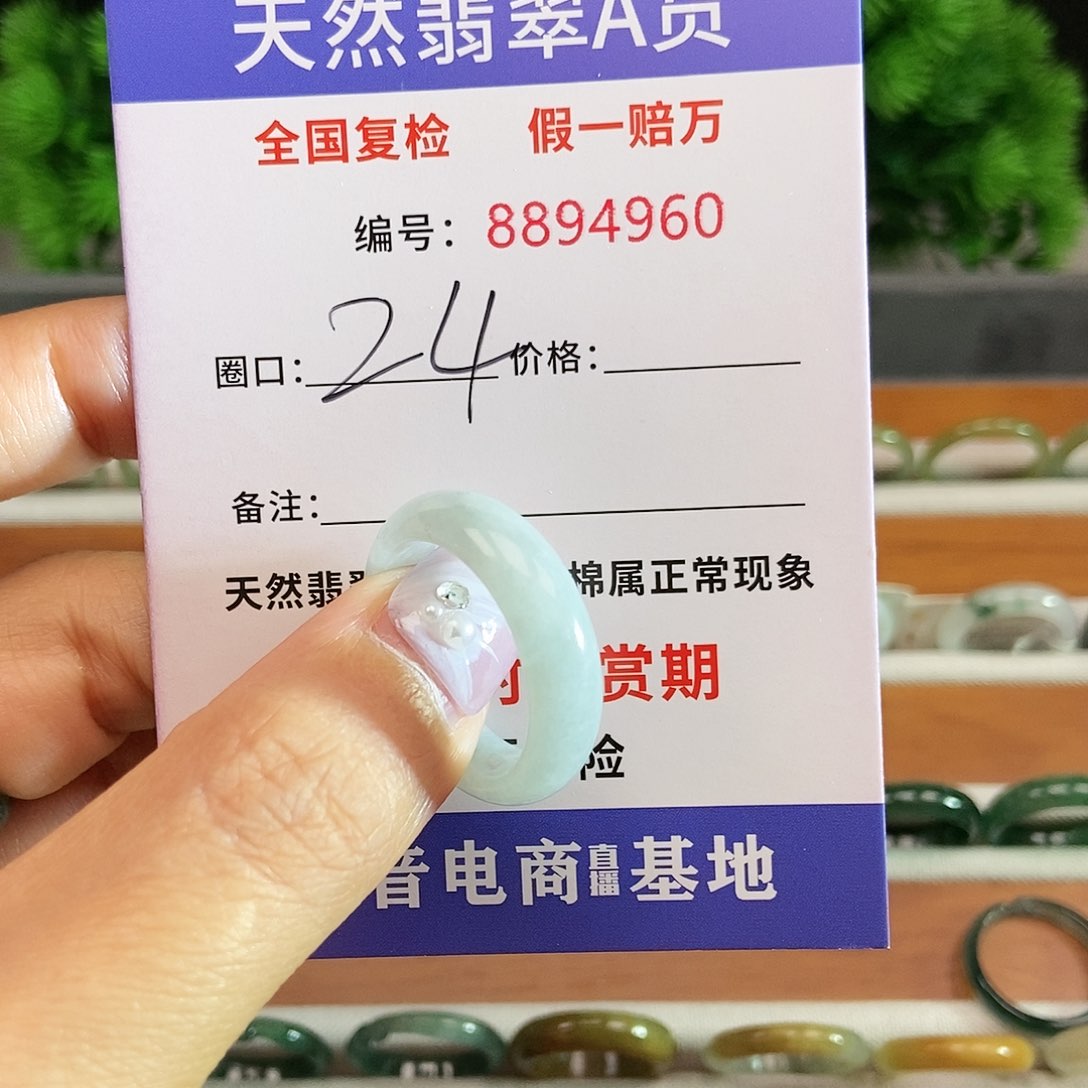 天然翡翠A货
全国复检 假一赔万
编号：8894960
圈口：24 价格：
备注：
天然翡 棉属正常现象
赏期
险
音电商直播基地